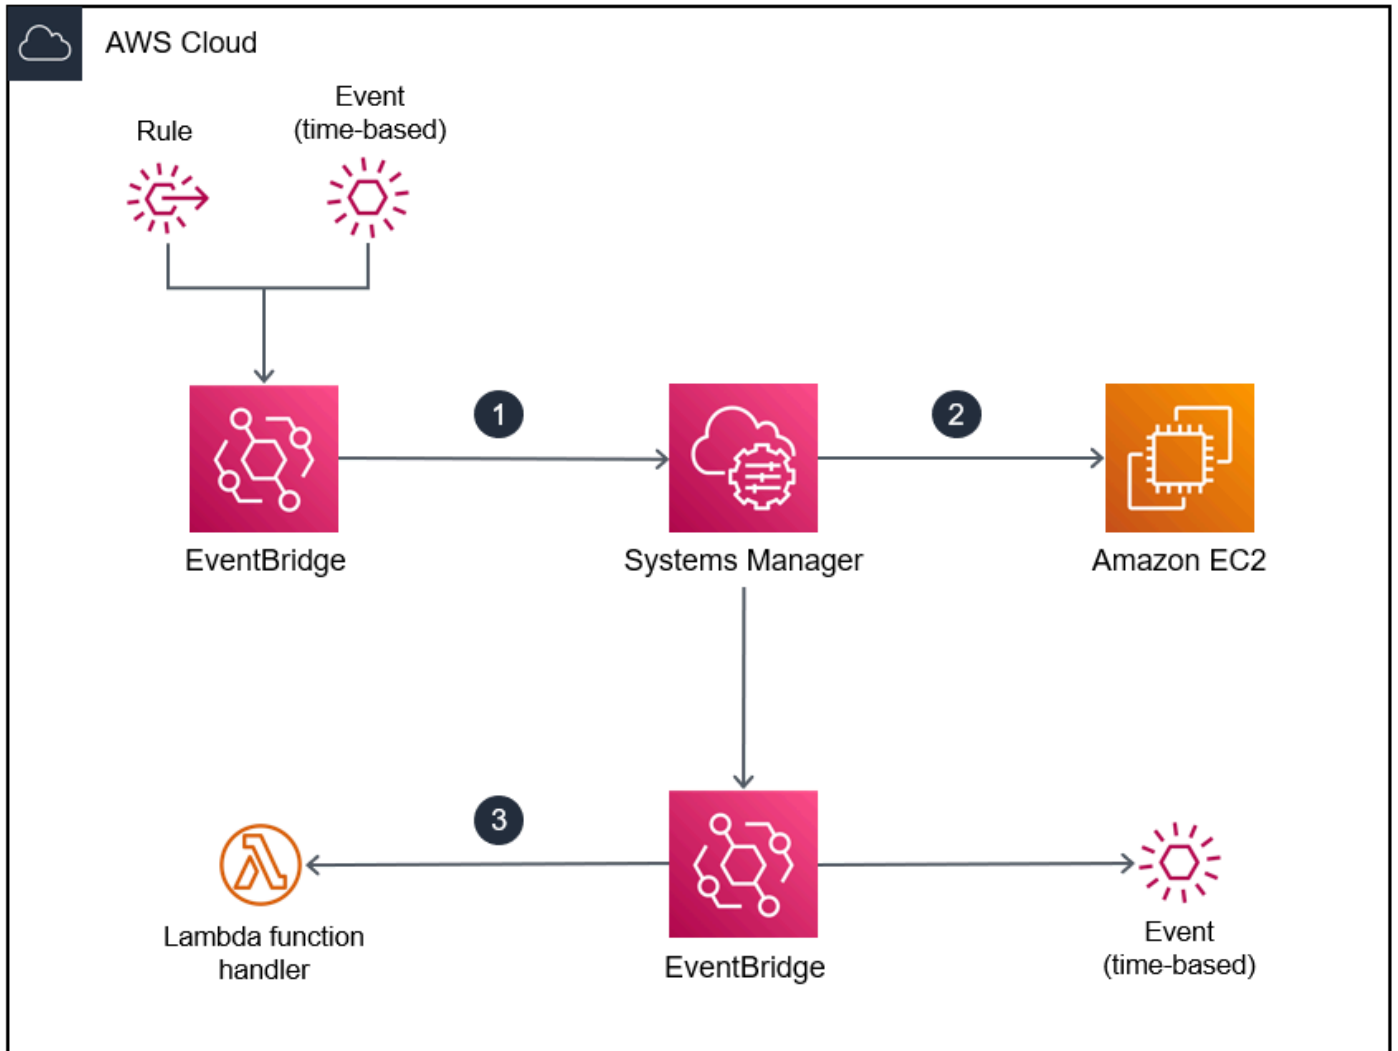 AWS Cloud
Event
(time-based)
Rule
1
2
EventBridge
Systems Manager
Amazon EC2
3
Lambda function
handler
EventBridge
Event
(time-based)